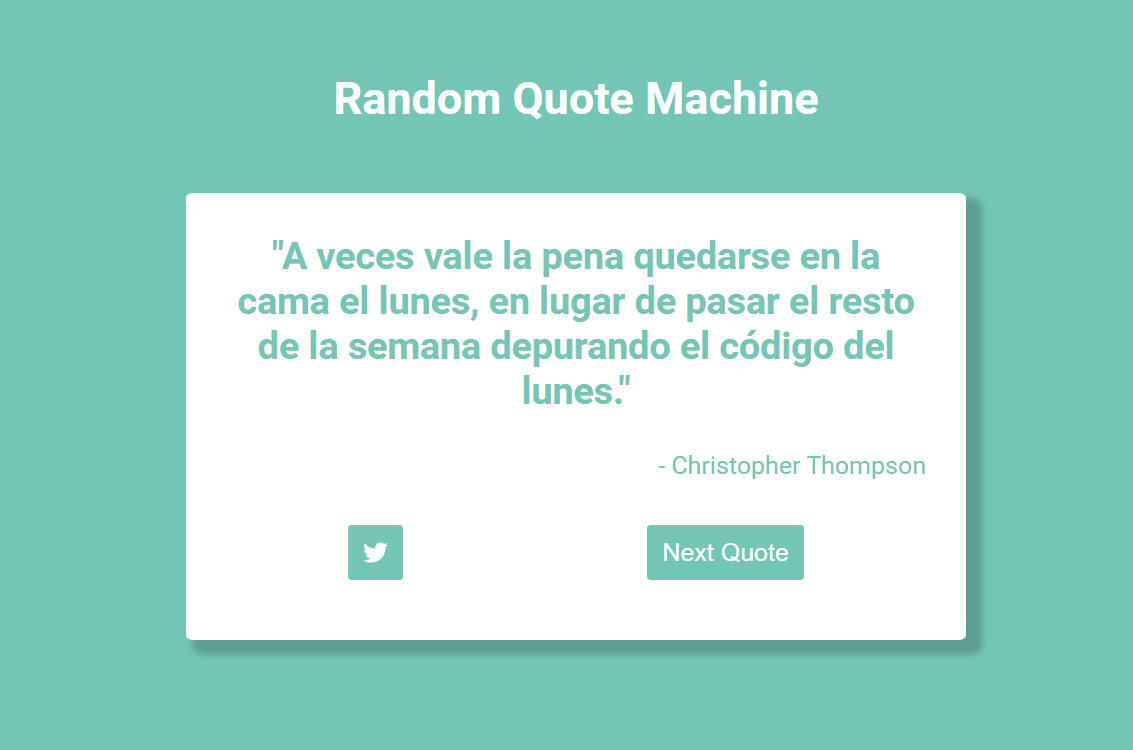 Random Quote Machine
"A veces vale la pena quedarse en la
cama el lunes, en lugar de pasar el resto
de la semana depurando el código del
lunes."
- Christopher Thompson
Next Quote